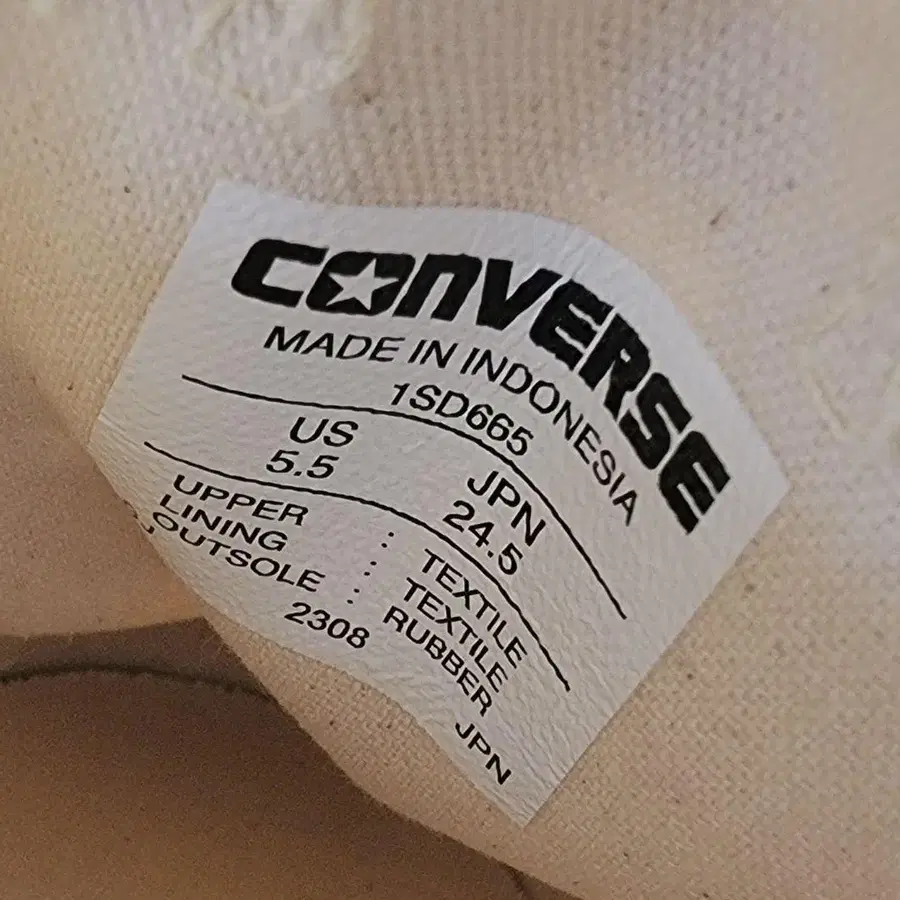 CONVERSE
MADE IN INDONESIA
1SD665
US JPN
5.5 24.5
UPPER : TEXTILE
LINING : TEXTILE
OUTSOLE : RUBBER
2308 JPN